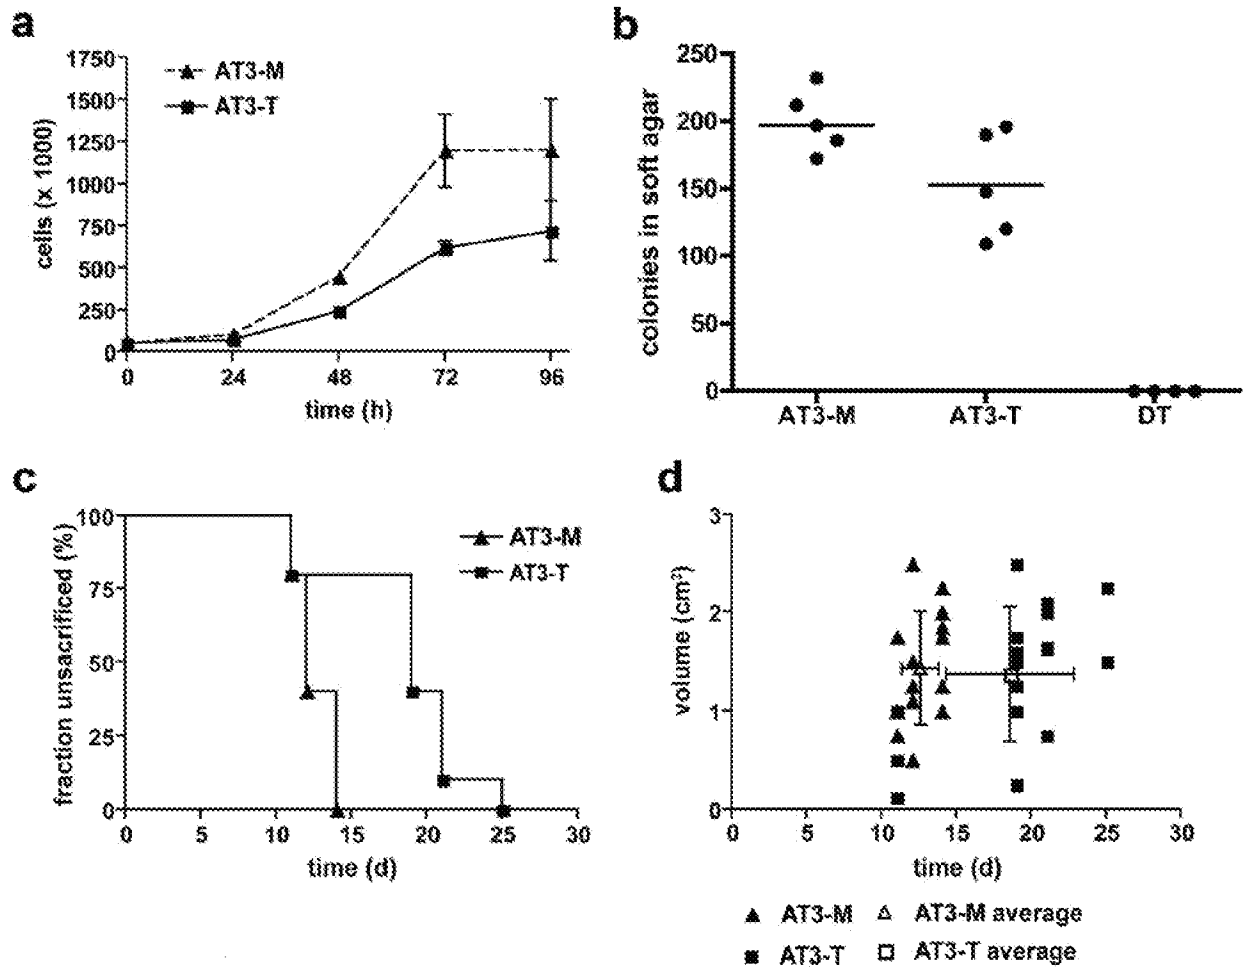 a
1750
1500
1250
1000
750
500
250
0
cells (x 1000)
AT3-M
AT3-T
0 24 48 72 96
time (h)
b
250
200
150
100
50
0
colonies in soft agar
AT3-M AT3-T DT
c
100
75
50
25
0
fraction unsacrificed (%)
AT3-M
AT3-T
0 5 10 15 20 25 30
time (d)
d
3
2
1
0
volume (cm²)
0 5 10 15 20 25 30
time (d)
AT3-M AT3-M average
AT3-T AT3-T average